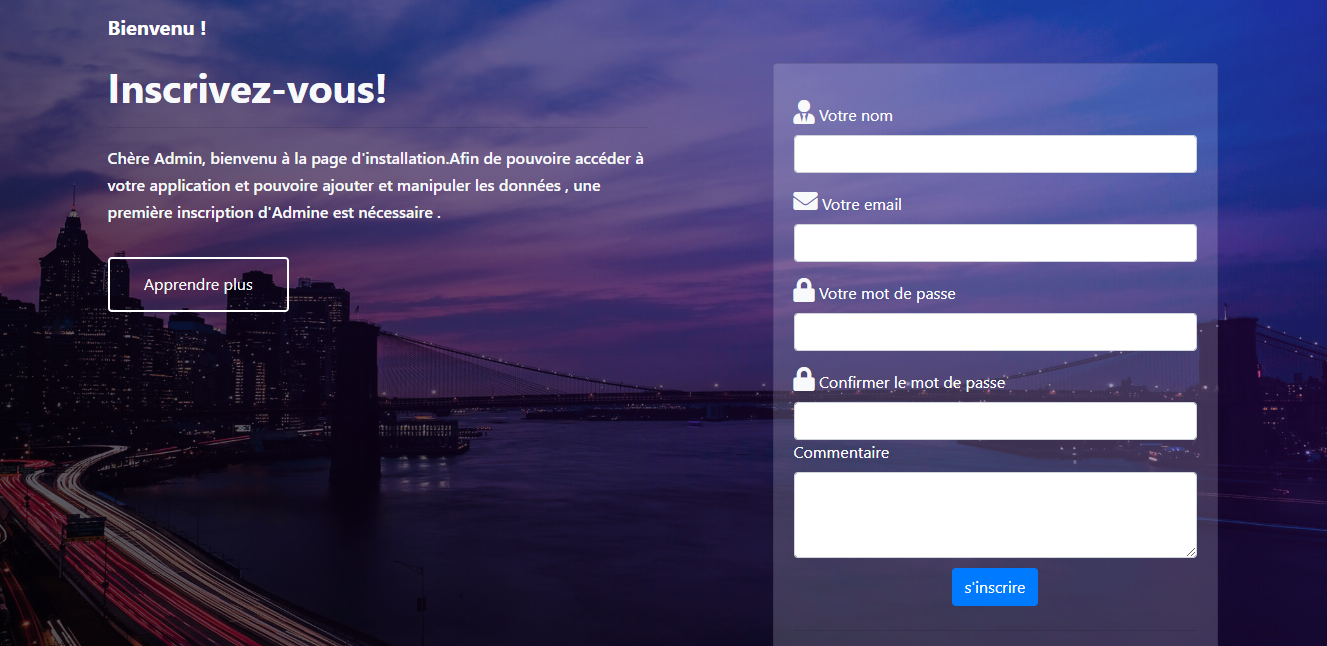 Bienvenu !
Inscrivez-vous!
Chère Admin, bienvenu à la page d'installation.Afin de pouvoire accéder à
votre application et pouvoire ajouter et manipuler les données , une
première inscription d'Admine est nécessaire .
Apprendre plus
Votre nom
Votre email
Votre mot de passe
Confirmer le mot de passe
Commentaire
s'inscrire